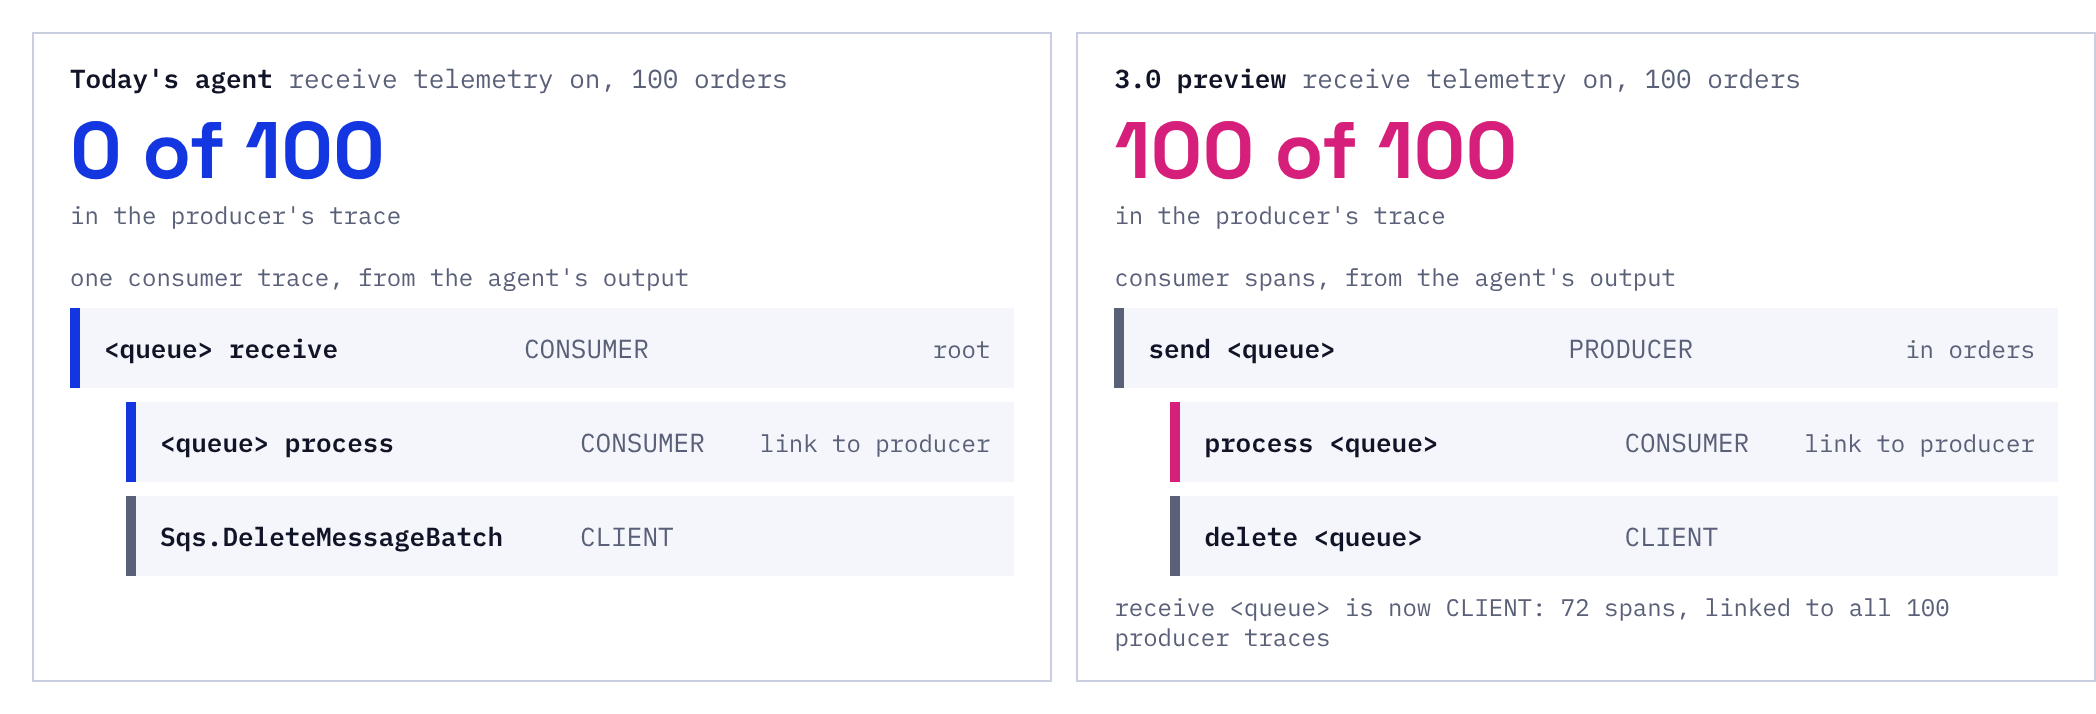 Today's agent receive telemetry on, 100 orders
0 of 100
in the producer's trace
one consumer trace, from the agent's output
<queue> receive CONSUMER root
<queue> process CONSUMER link to producer
Sqs.DeleteMessageBatch CLIENT
3.0 preview receive telemetry on, 100 orders
100 of 100
in the producer's trace
consumer spans, from the agent's output
send <queue> PRODUCER in orders
process <queue> CONSUMER link to producer
delete <queue> CLIENT
receive <queue> is now CLIENT: 72 spans, linked to all 100
producer traces